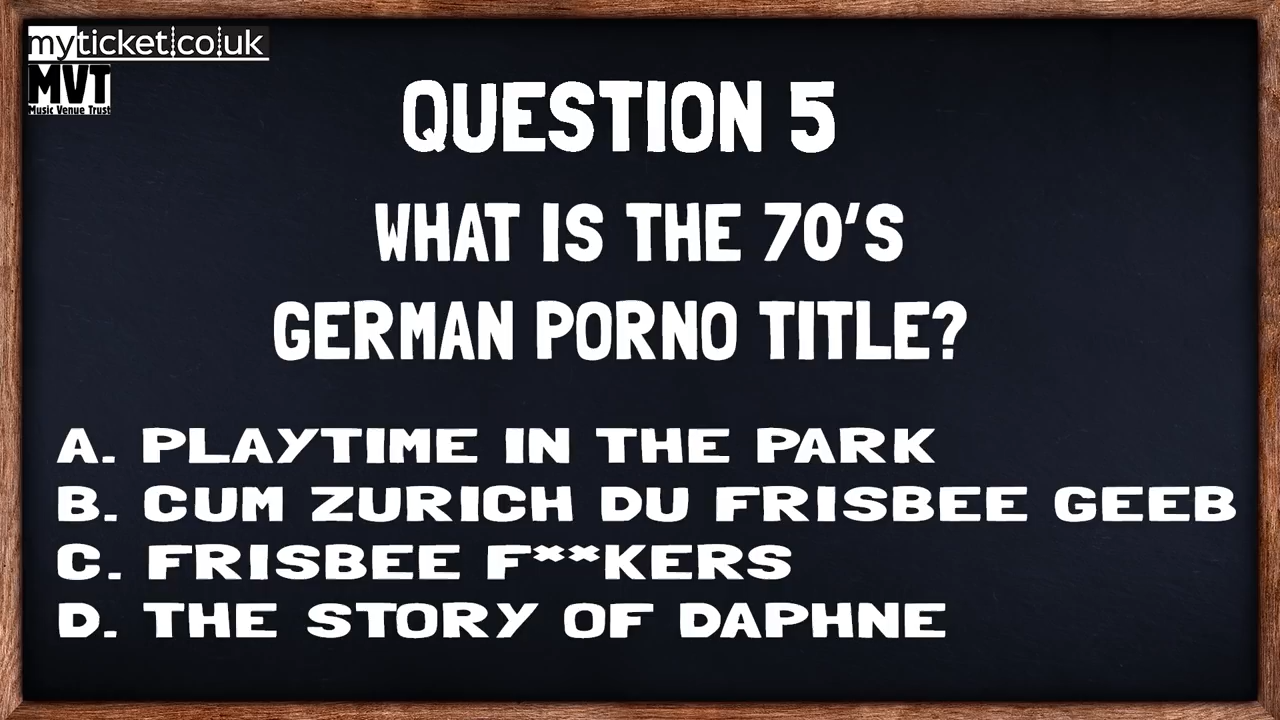 myticket.co.uk
MVT
Music Venue Trust
QUESTION 5
WHAT IS THE 70'S
GERMAN PORNO TITLE?
A. PLAYTIME IN THE PARK
B. CUM ZURICH DU FRISBEE GEEB
C. FRISBEE F**KERS
D. THE STORY OF DAPHNE